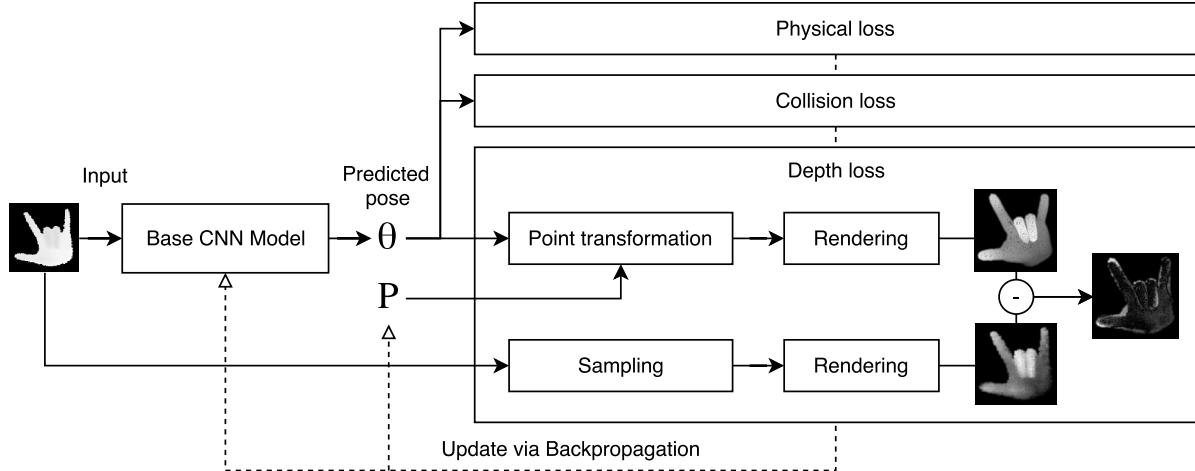 Physical loss
Collision loss
Depth loss
Input
Predicted
pose
Base CNN Model
θ
Point transformation
Rendering
P
-
Sampling
Rendering
Update via Backpropagation